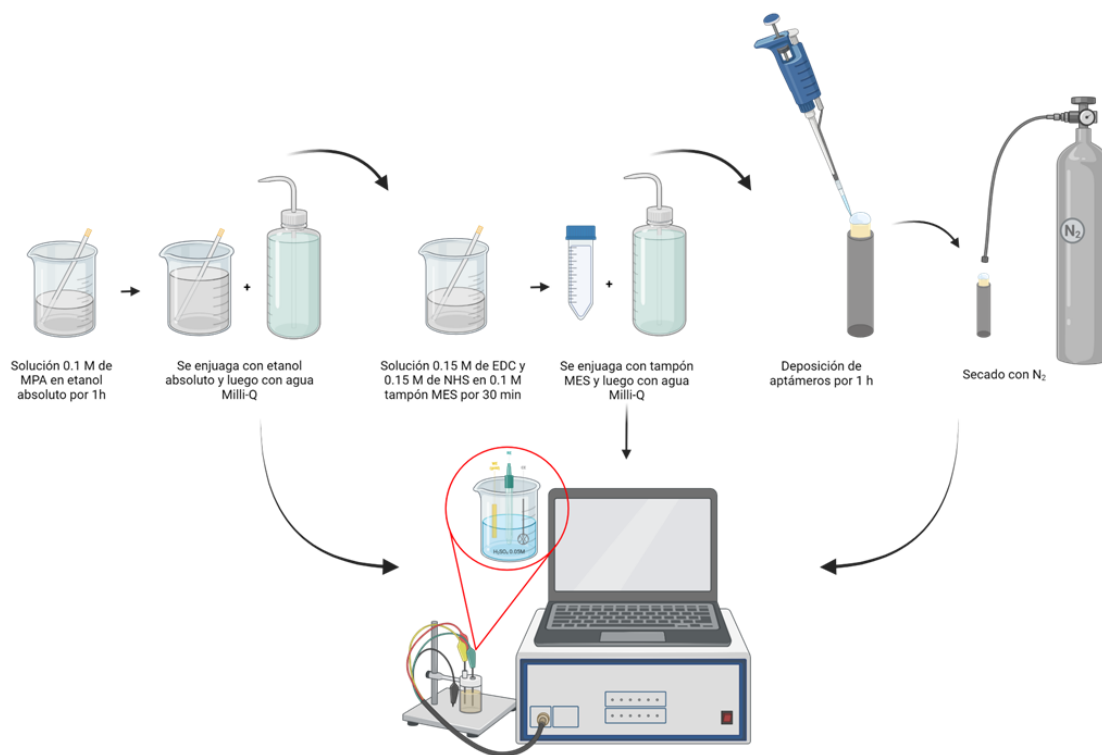 N₂
Solución 0.1 M de
MPA en etanol
absoluto por 1h
Se enjuaga con etanol
absoluto y luego con agua
Milli-Q
Solución 0.15 M de EDC y
0.15 M de NHS en 0.1 M
tampón MES por 30 min
Se enjuaga con tampón
MES y luego con agua
Milli-Q
Deposición de
aptámeros por 1 h
Secado con N₂